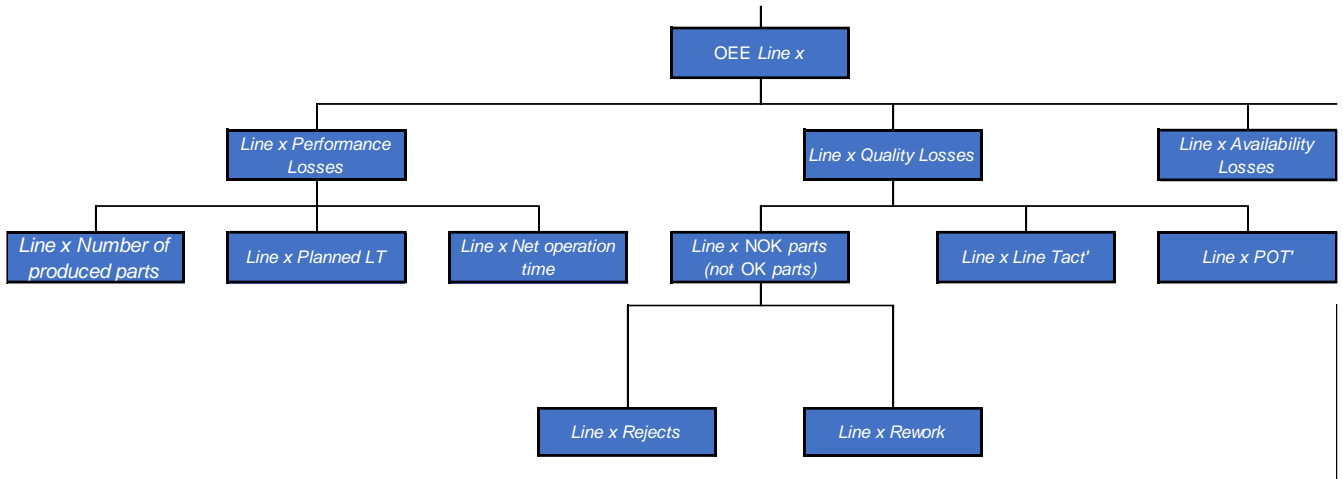 OEE Line x
Line x Performance
Losses
Line x Quality Losses
Line x Availability
Losses
Line x Number of
produced parts
Line x Planned LT
Line x Net operation
time
Line x NOK parts
(not OK parts)
Line x Line Tact'
Line x POT'
Line x Rejects
Line x Rework